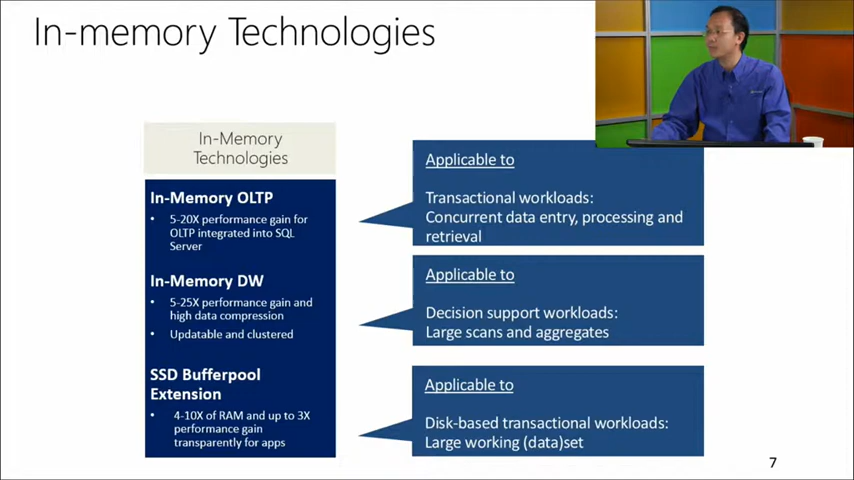 In-memory Technologies
In-Memory
Technologies
In-Memory OLTP
• 5-20X performance gain for
OLTP integrated into SQL
Server
In-Memory DW
• 5-25X performance gain and
high data compression
• Updatable and clustered
SSD Bufferpool
Extension
• 4-10X of RAM and up to 3X
performance gain
transparently for apps
Applicable to
Transactional workloads:
Concurrent data entry, processing and
retrieval
Applicable to
Decision support workloads:
Large scans and aggregates
Applicable to
Disk-based transactional workloads:
Large working (data)set
7